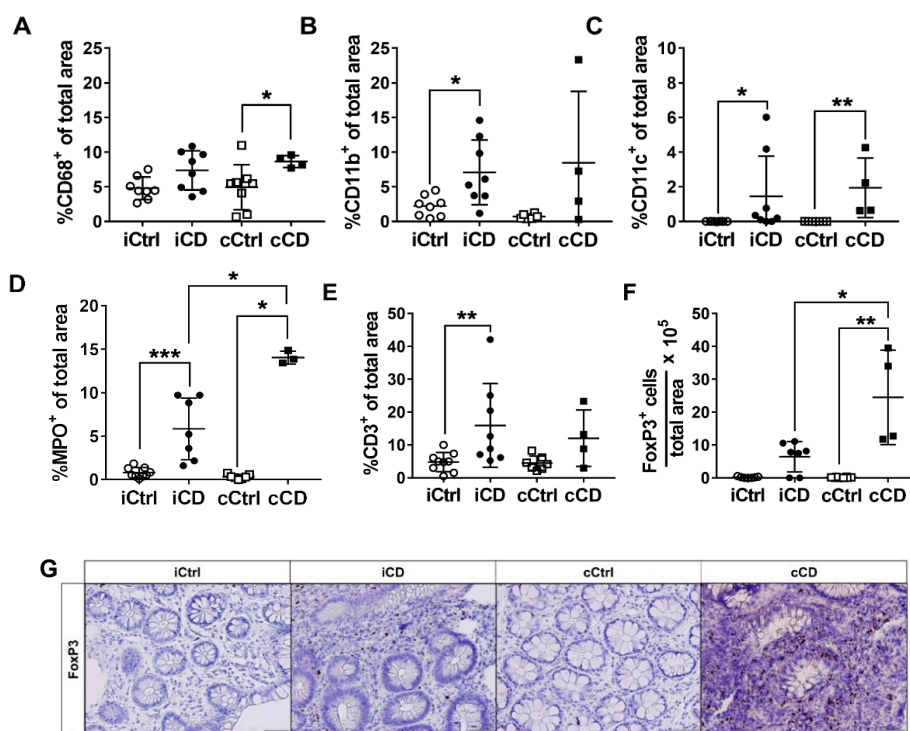 A
%CD68+ of total area
25
20
15
10
5
0
*
iCtrl iCD cCtrl cCD
B
%CD11b+ of total area
25
20
15
10
5
0
*
iCtrl iCD cCtrl cCD
C
%CD11c+ of total area
10
8
6
4
2
0
*
**
iCtrl iCD cCtrl cCD
D
%MPO+ of total area
20
15
10
5
0
***
*
*
iCtrl iCD cCtrl cCD
E
%CD3+ of total area
50
40
30
20
10
0
**
iCtrl iCD cCtrl cCD
F
FoxP3+ cells
total area
x 10^5
50
40
30
20
10
0
*
**
iCtrl iCD cCtrl cCD
G
iCtrl iCD cCtrl cCD
FoxP3